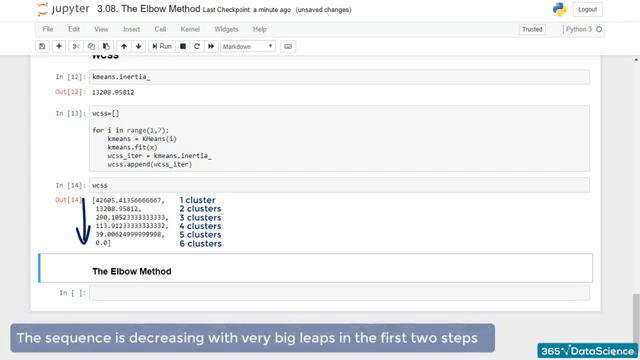 jupyter 3.08. The Elbow Method Last Checkpoint: a minute ago (unsaved changes) Logout
File Edit View Insert Cell Kernel Widgets Help Trusted Python 3
Run Markdown
WCSS
In [12] kmeans.inertia_
Out[12] 13208.95812
In [13] wcss=[]
for i in range(1,7):
kmeans = KMeans(i)
kmeans.fit(x)
wcss_iter = kmeans.inertia_
wcss.append(wcss_iter)
In [14] wcss
Out[14] [42605.41356666667, 1 cluster
13208.95812, 2 clusters
290.10523333333333, 3 clusters
113.91233333333332, 4 clusters
39.00624999999998, 5 clusters
0.0] 6 clusters
The Elbow Method
In [ ]
The sequence is decreasing with very big leaps in the first two steps
365 DataScience